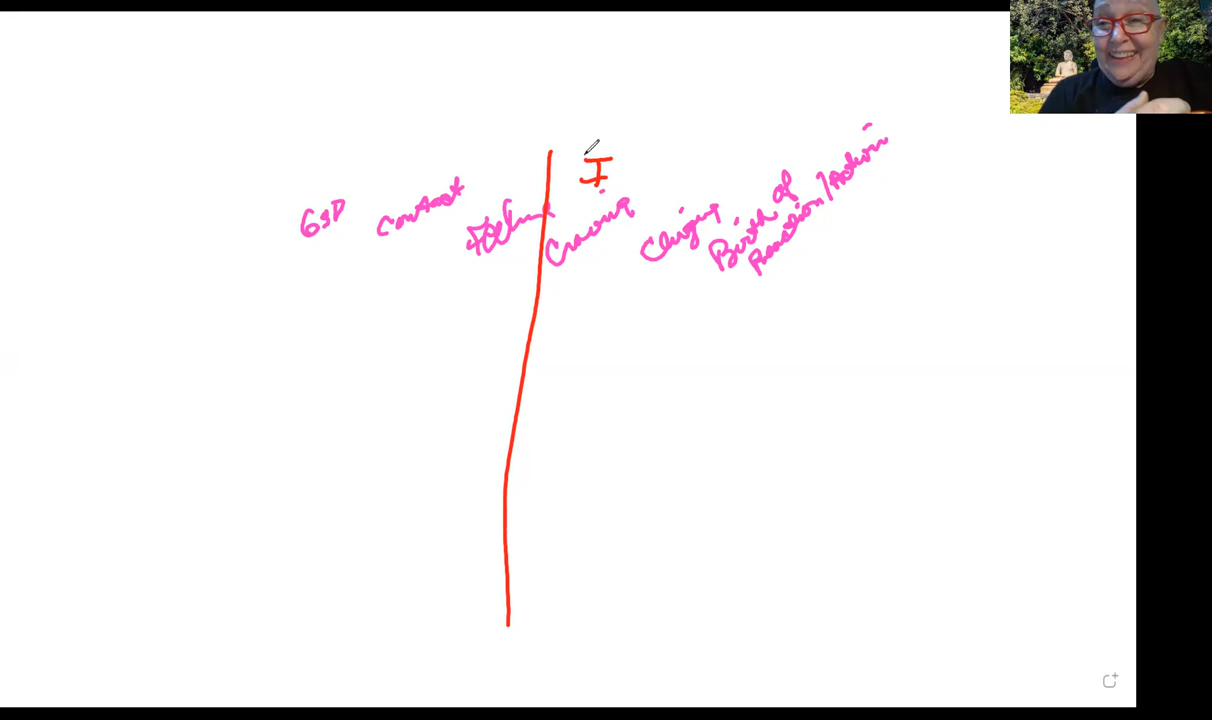 I
6SD
Contact
Feeling
Craving
Clinging
Birth of
Reaction/Action